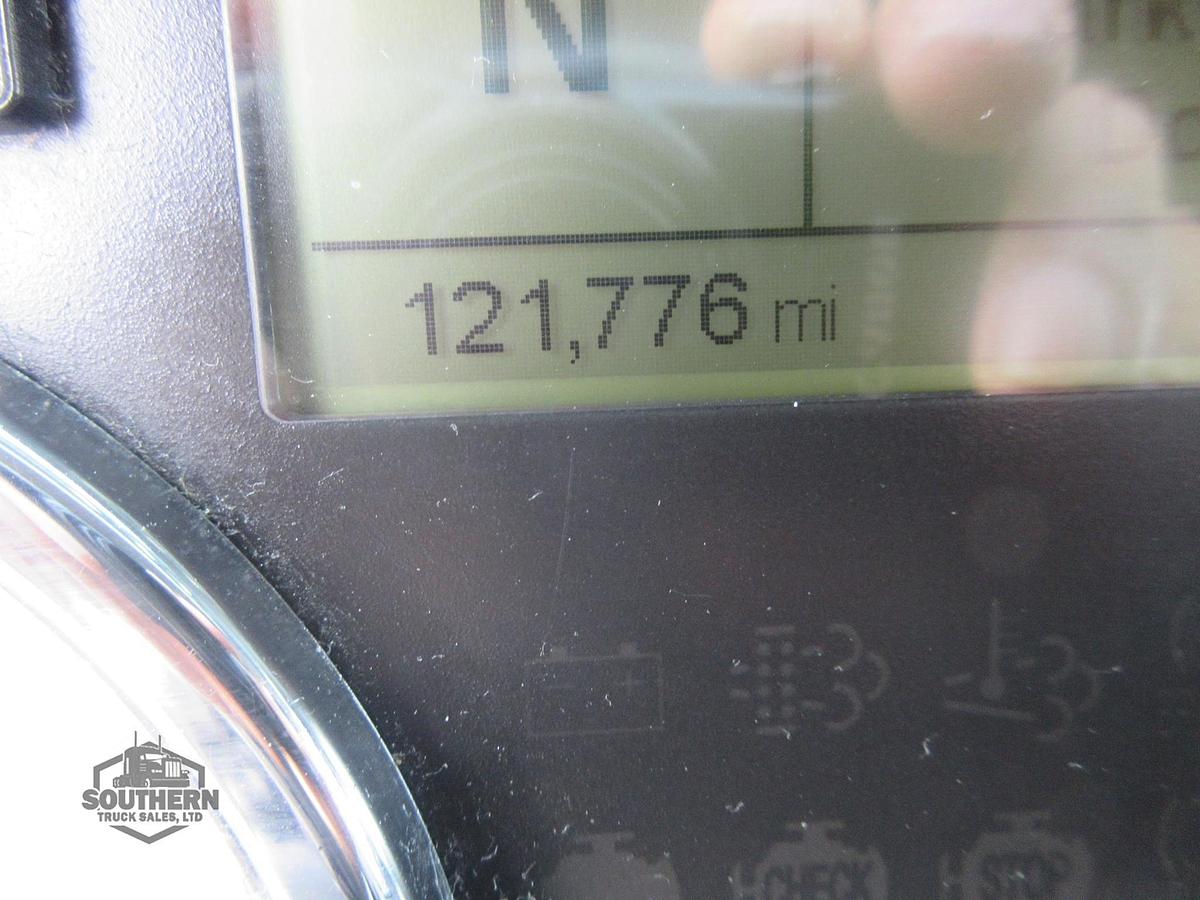 N
121,776 mi
- +
CHECK
STOP
SOUTHERN
TRUCK SALES, LTD